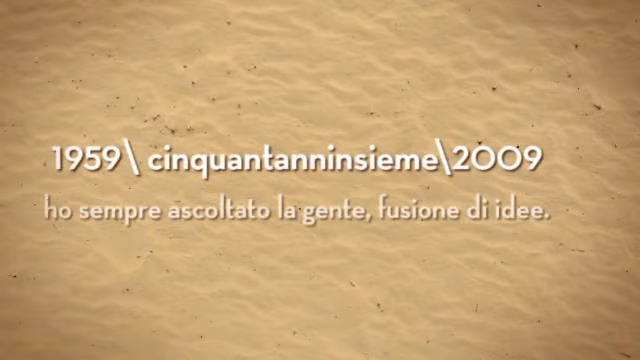 1959\ cinquantanninsieme\2009
ho sempre ascoltato la gente, fusione di idee.